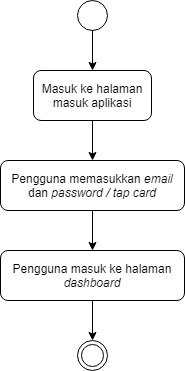 Masuk ke halaman
masuk aplikasi
Pengguna memasukkan email
dan password / tap card
Pengguna masuk ke halaman
dashboard